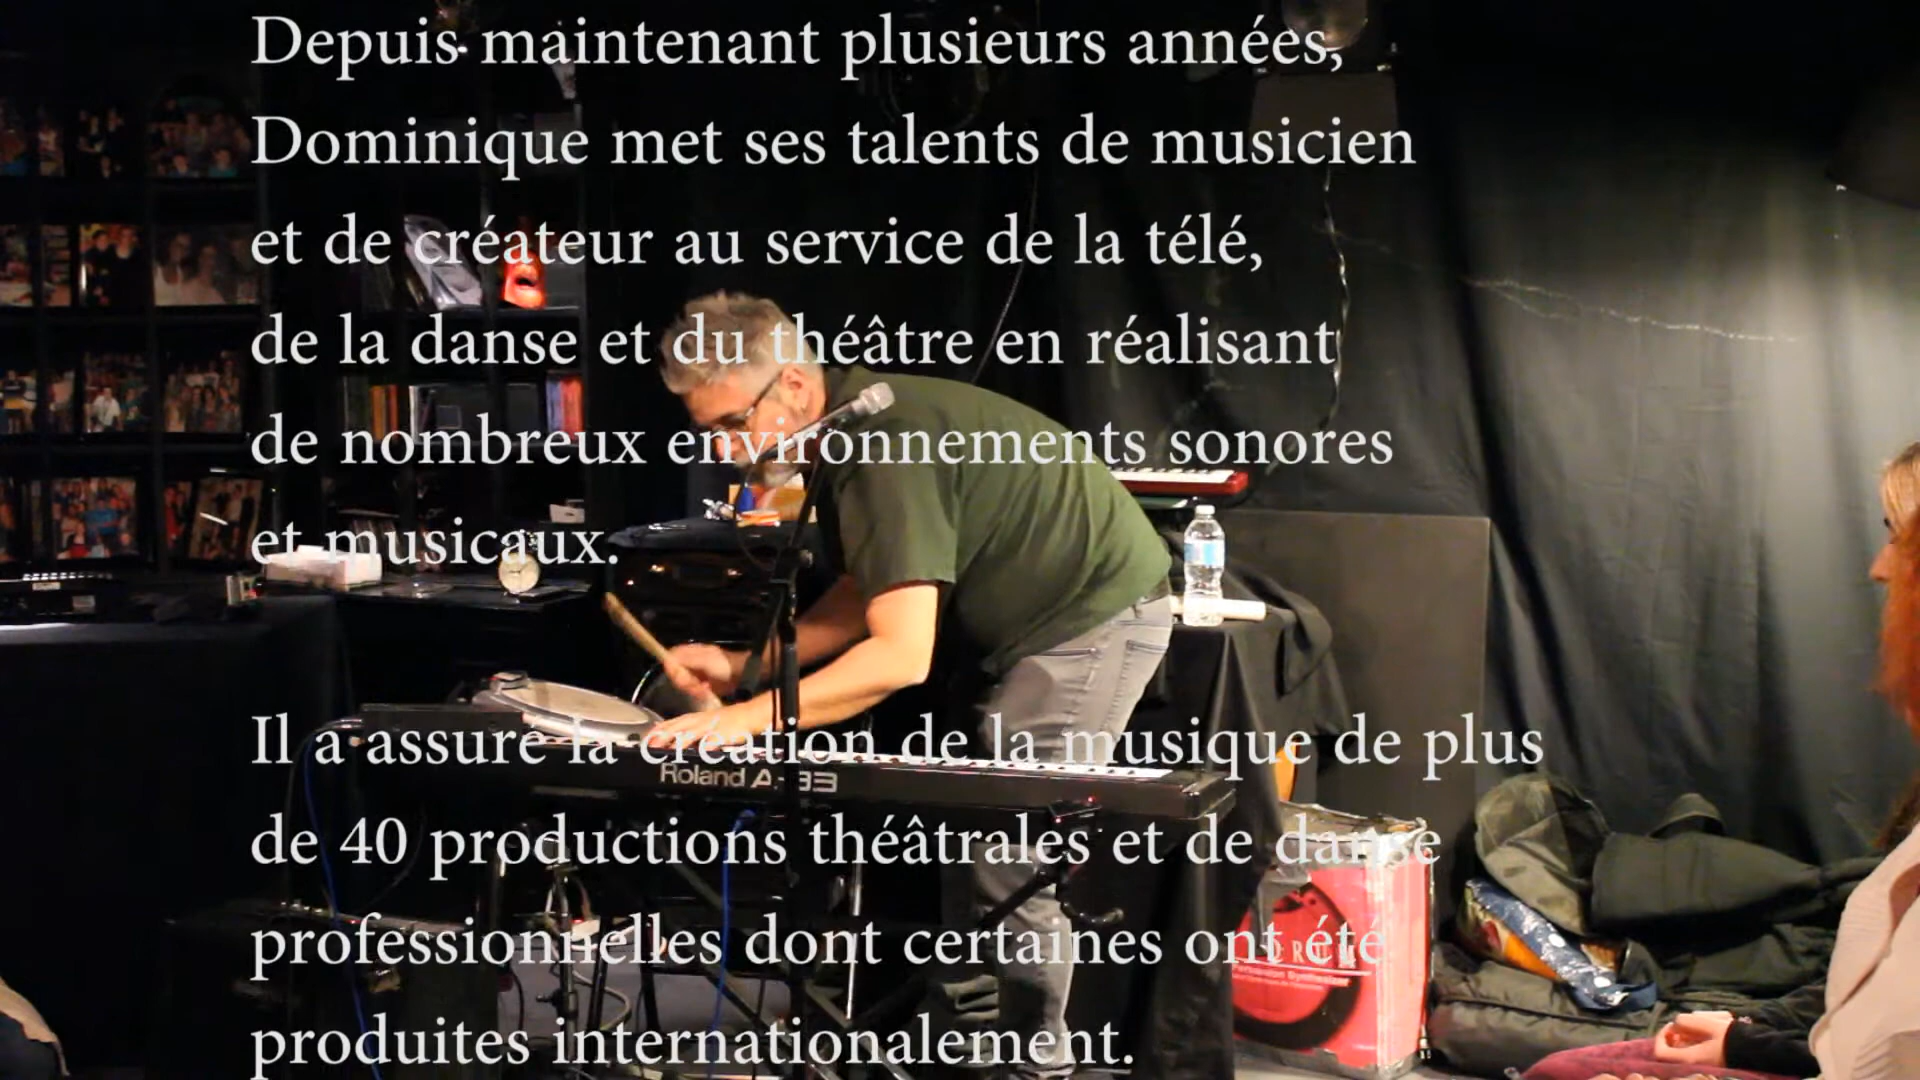 Depuis maintenant plusieurs années,
Dominique met ses talents de musicien
et de créateur au service de la télé,
de la danse et du théâtre en réalisant
de nombreux environnements sonores
et musicaux.
Il a assuré la création de la musique de plus
Roland A-33
de 40 productions théâtrales et de danse
professionnelles dont certaines ont été
produites internationalement.